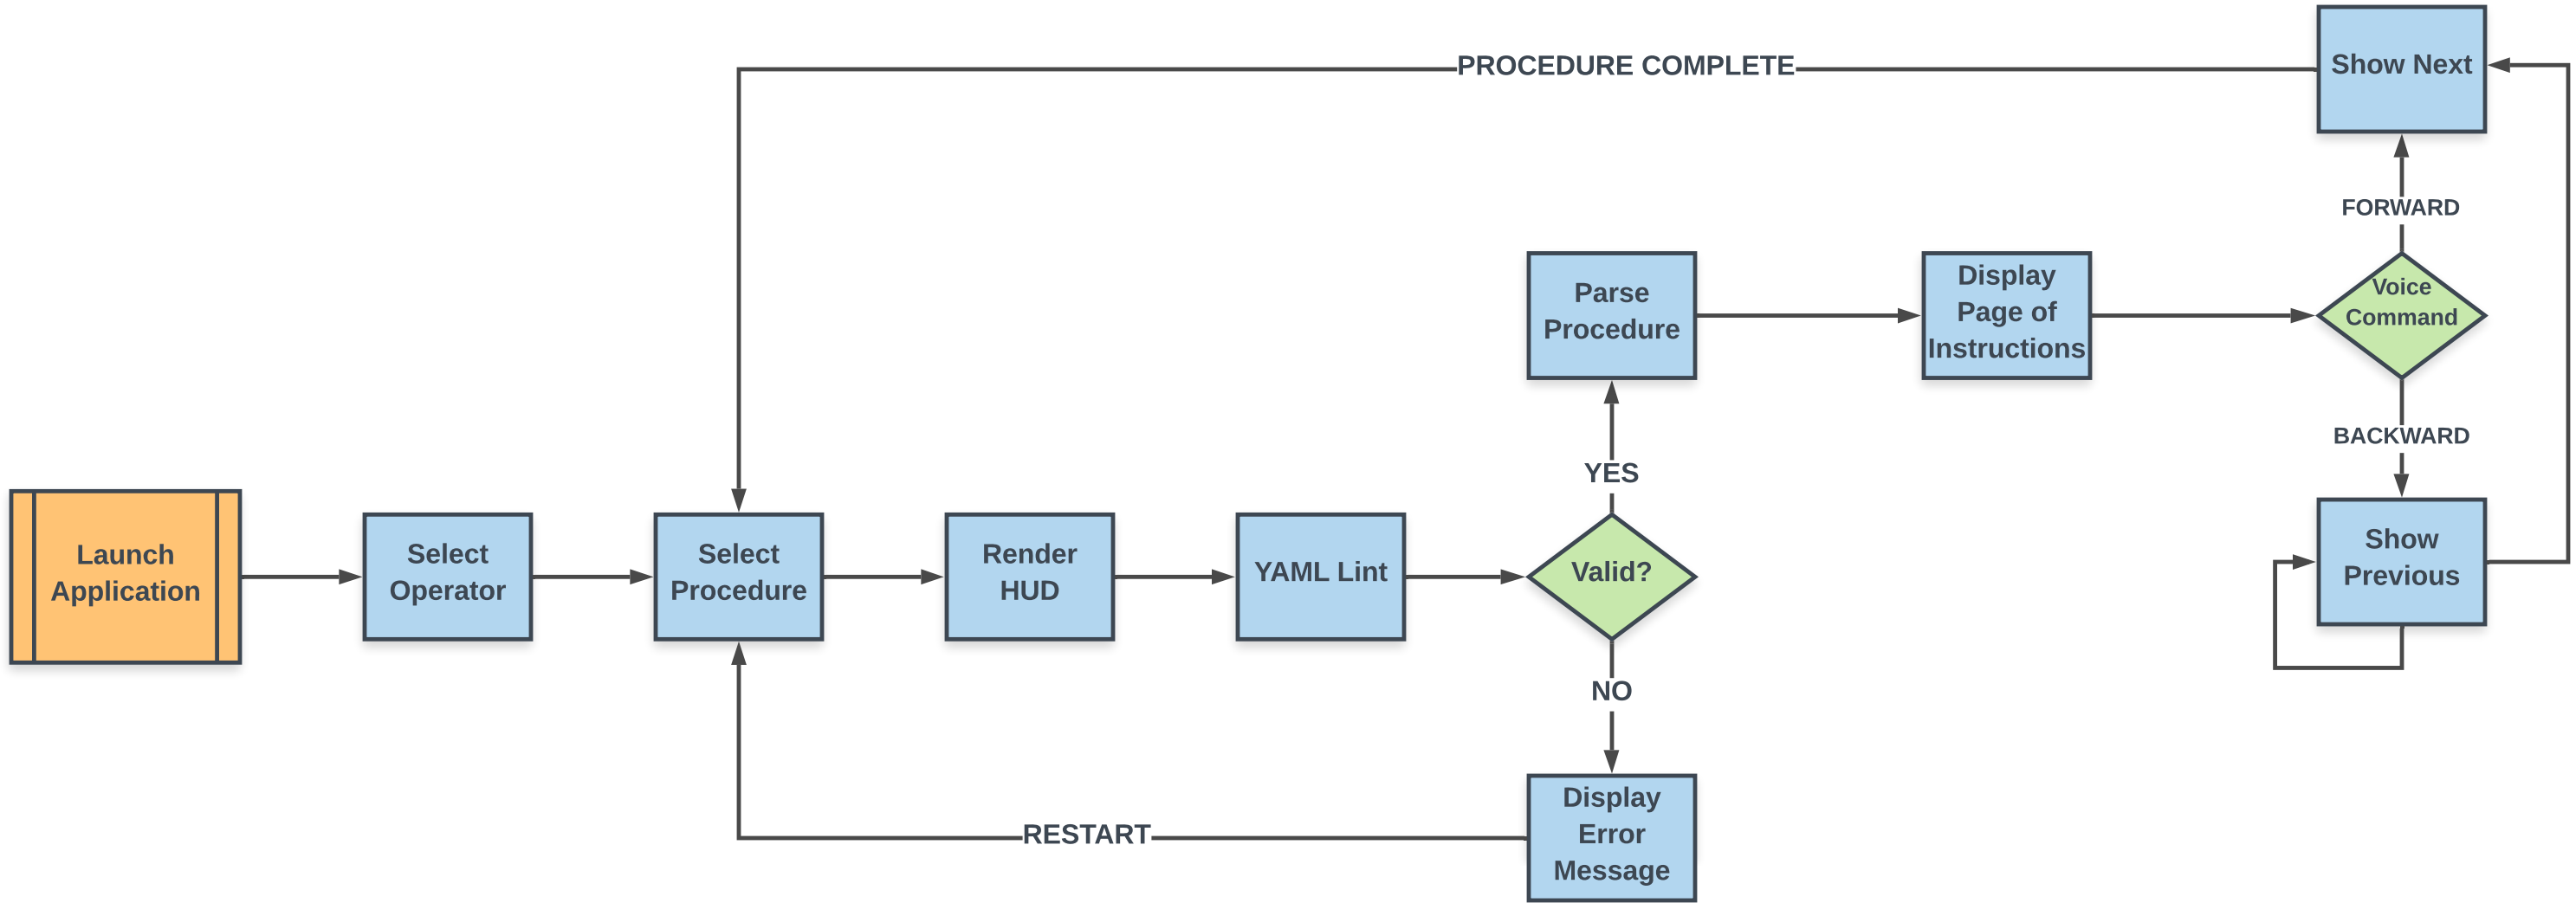 PROCEDURE COMPLETE
Show Next
FORWARD
Voice
Command
Parse
Procedure
Display
Page of
Instructions
BACKWARD
YES
Launch
Application
Select
Operator
Select
Procedure
Render
HUD
YAML Lint
Valid?
Show
Previous
NO
RESTART
Display
Error
Message